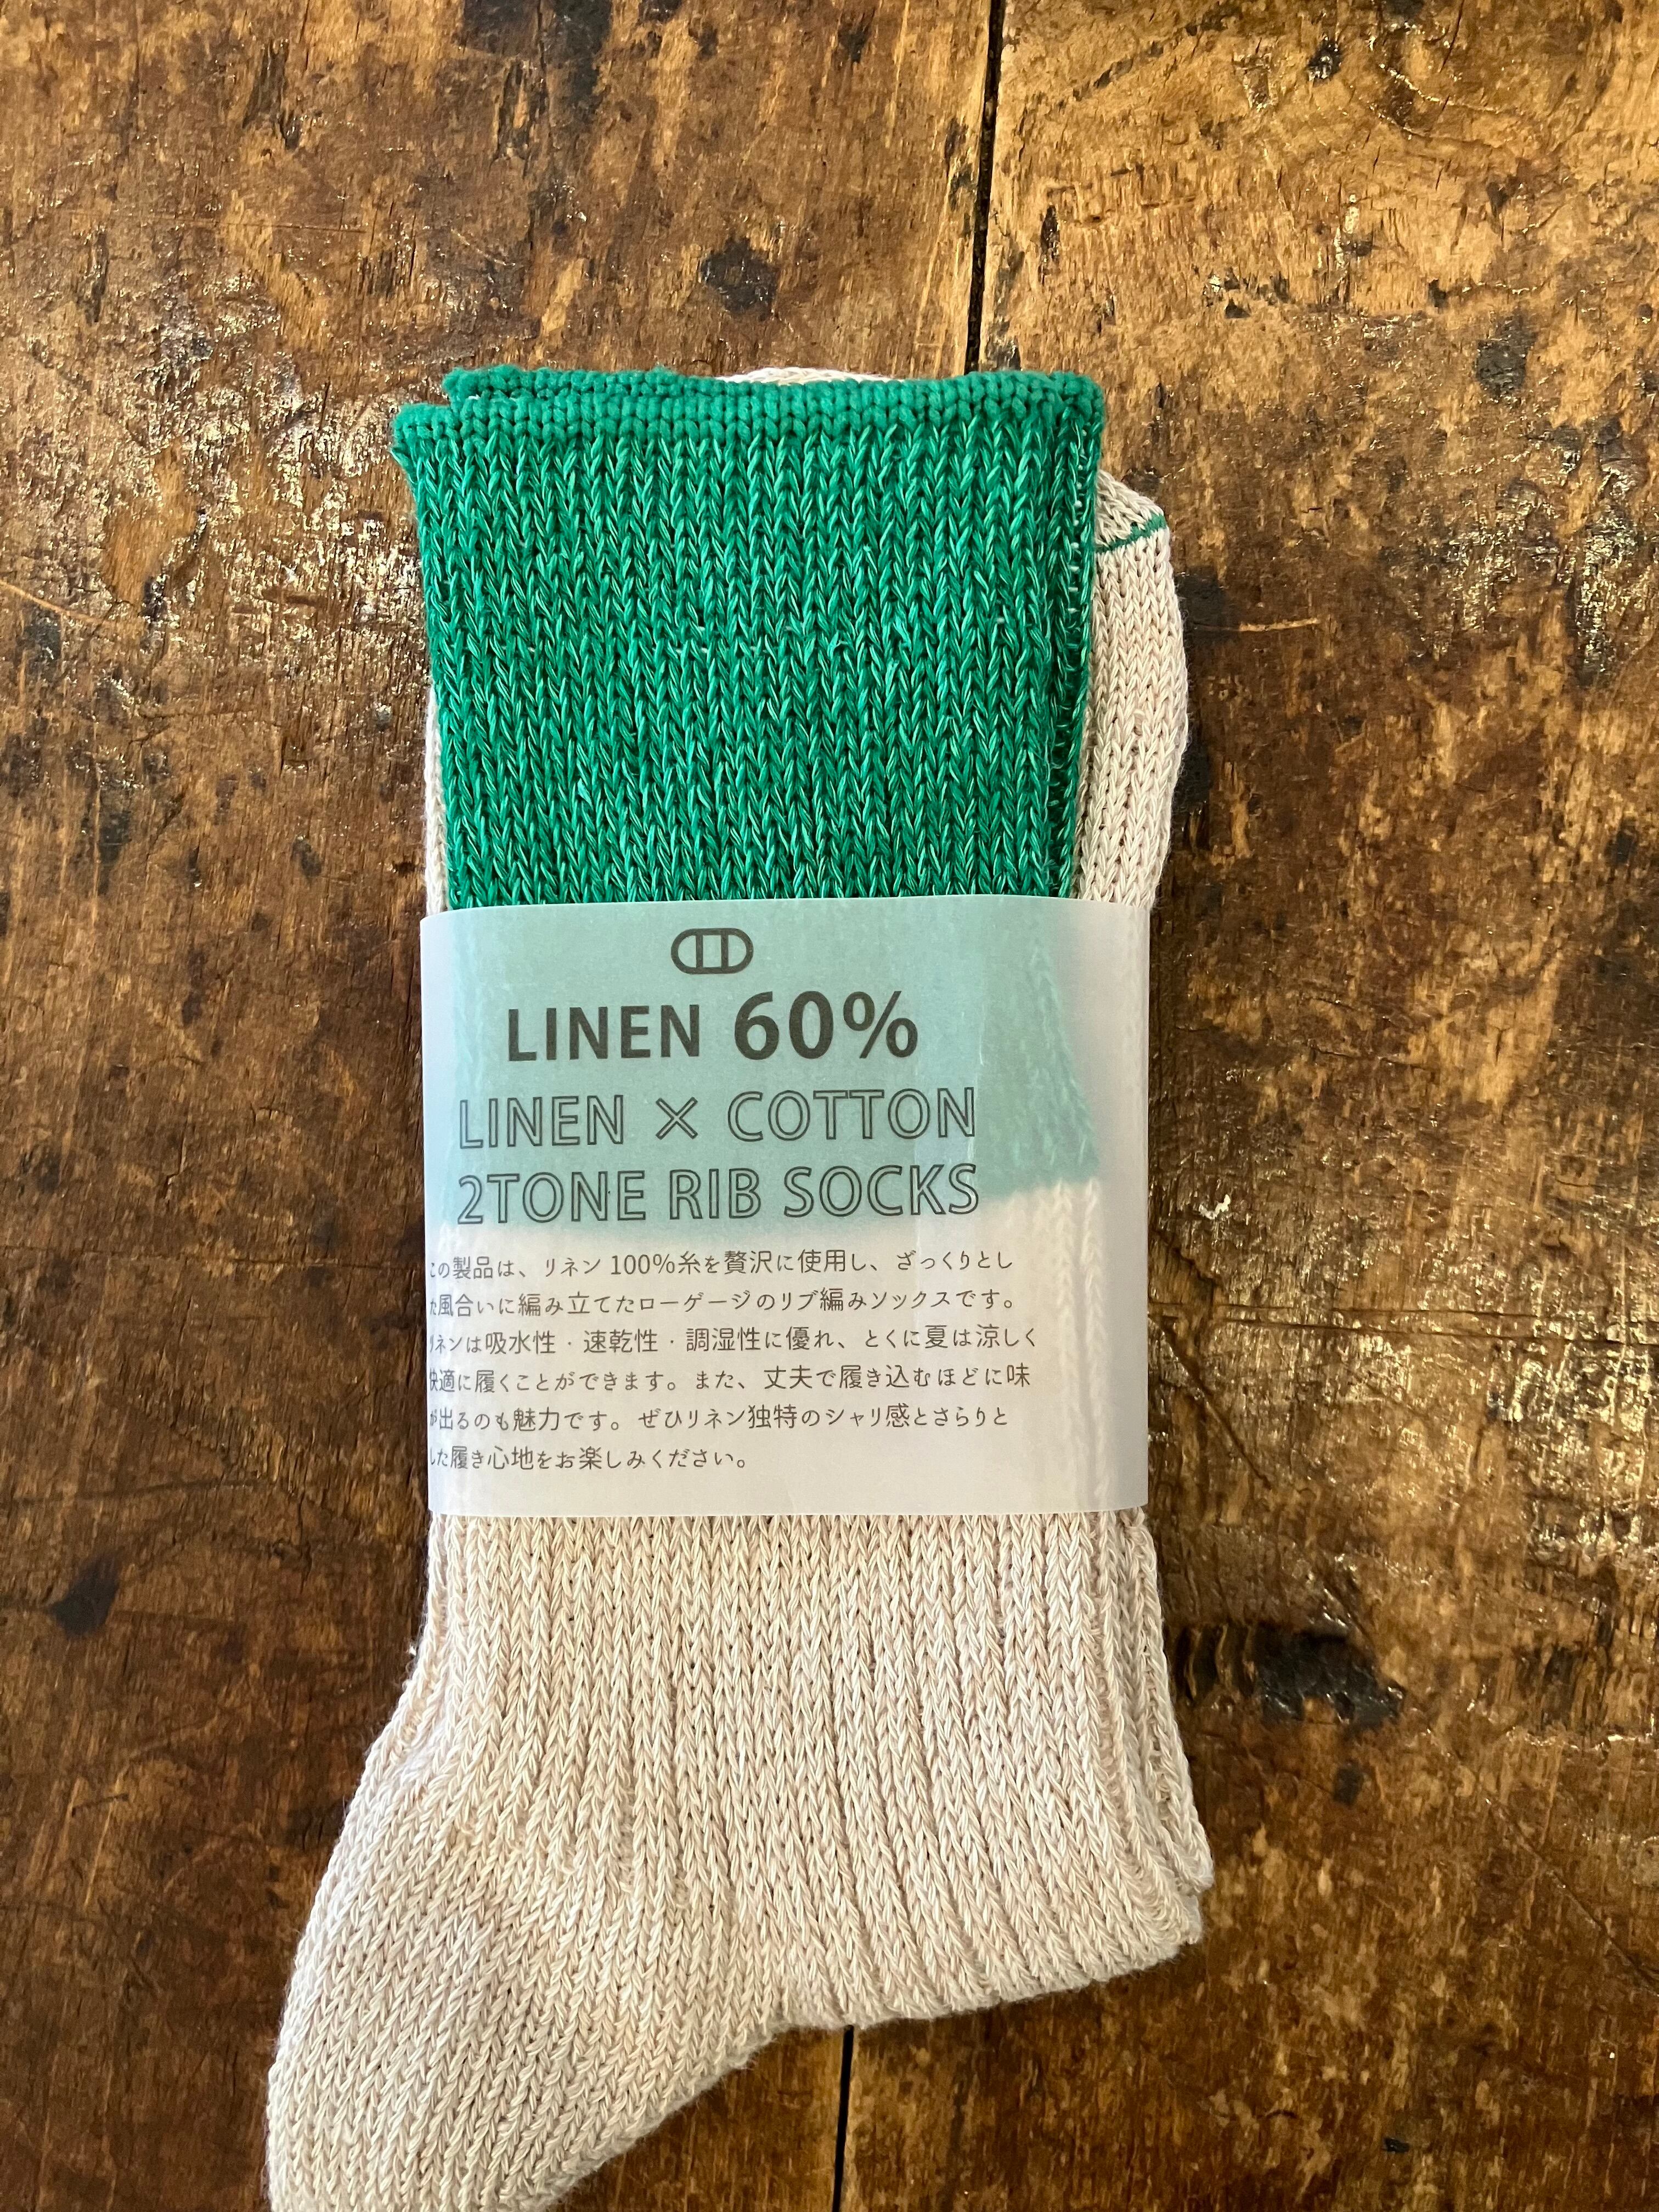 LINEN 60%
LINEN × COTTON
2TONE RIB SOCKS
この製品は、リネン 100%糸を贅沢に使用し、ざっくりとし
た風合いに編み立てたローゲージのリブ編みソックスです。
リネンは吸水性・速乾性・調湿性に優れ、とくに夏は涼しく
快適に履くことができます。また、丈夫で履き込むほどに味
が出るのも魅力です。ぜひリネン独特のシャリ感とさらりと
した履き心地をお楽しみください。